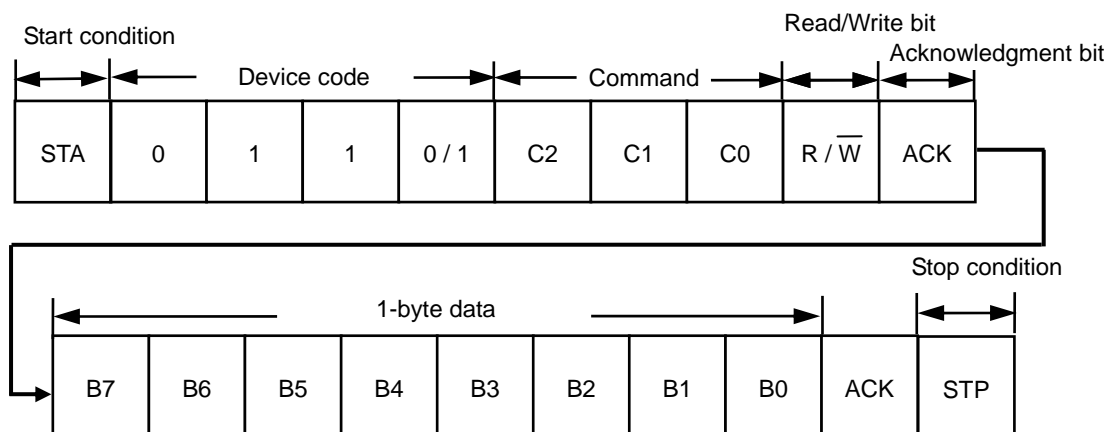 Read/Write bit
Start condition
Acknowledgment bit
Device code
Command
STA 0 1 1 0 / 1 C2 C1 C0 R / W̅ ACK
Stop condition
1-byte data
B7 B6 B5 B4 B3 B2 B1 B0 ACK STP